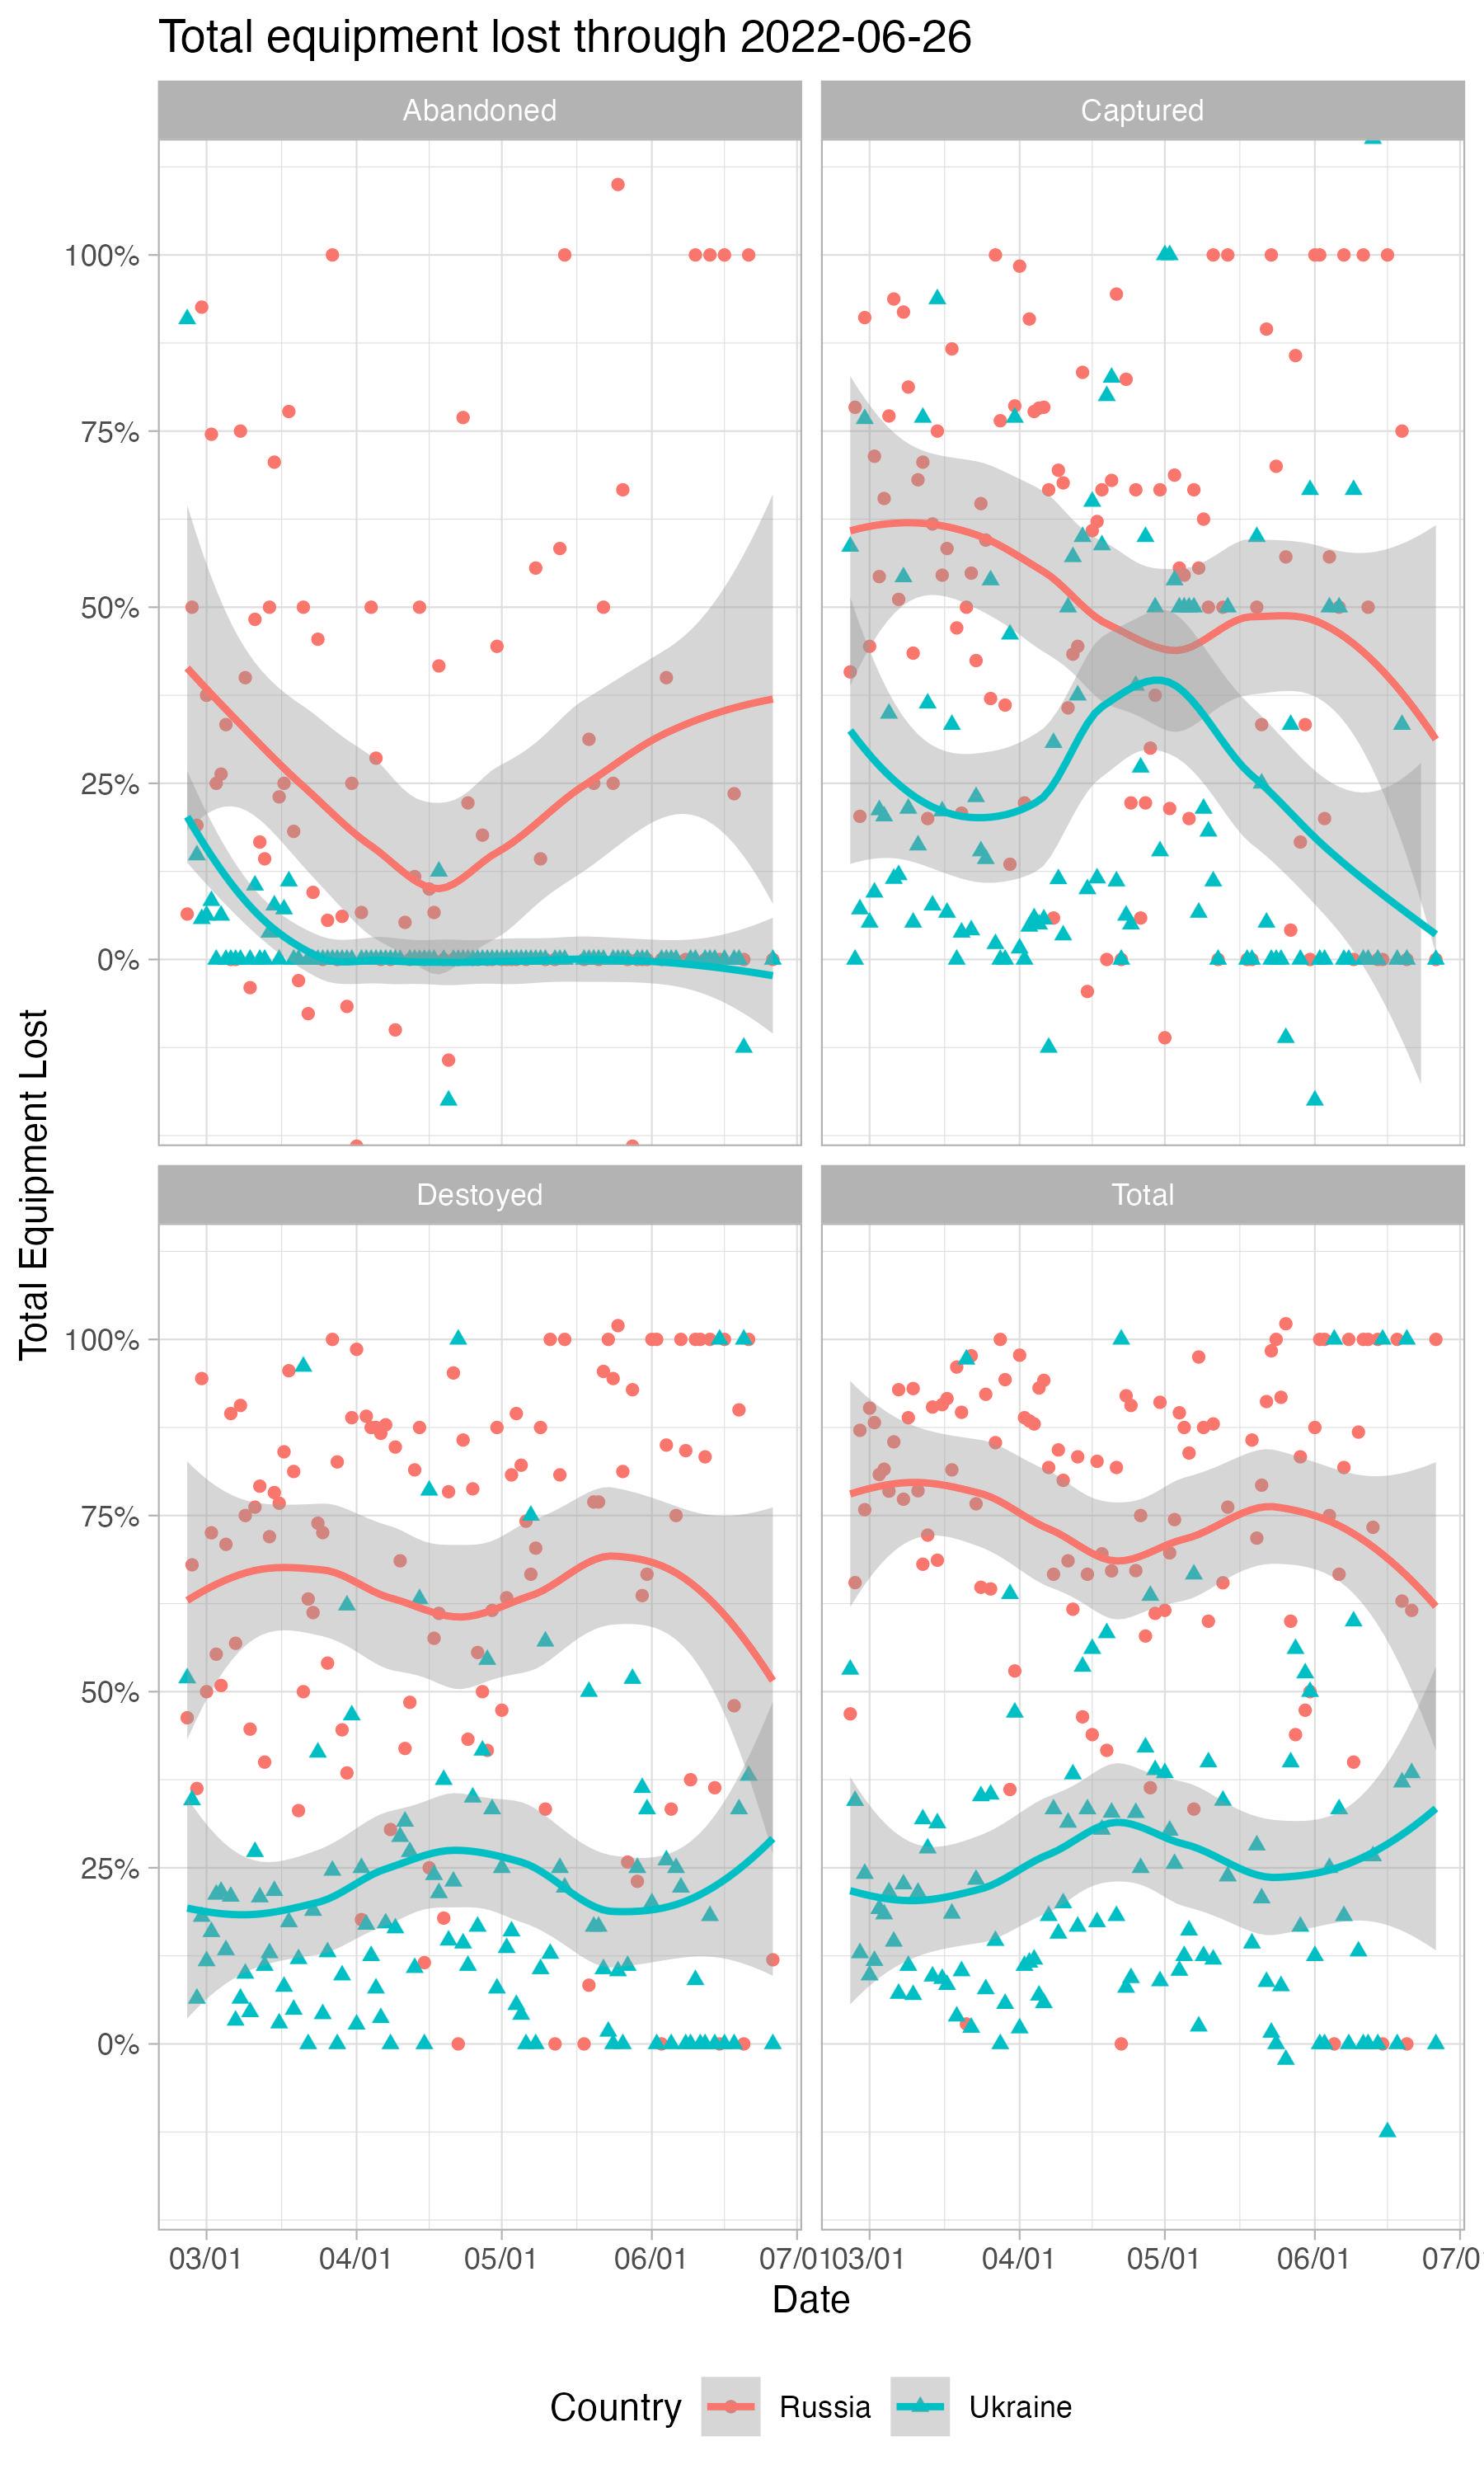 Total equipment lost through 2022-06-26
Abandoned
Captured
100%
75%
50%
25%
0%
Destoyed
Total
100%
75%
50%
25%
0%
Total Equipment Lost
03/01 04/01 05/01 06/01 07/01
03/01 04/01 05/01 06/01 07/0
Date
Country Russia Ukraine